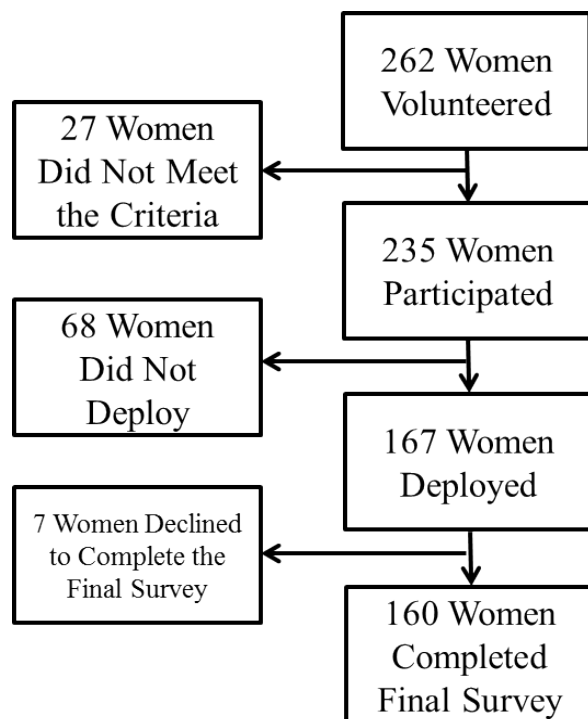 262 Women
Volunteered
27 Women
Did Not Meet
the Criteria
235 Women
Participated
68 Women
Did Not
Deploy
167 Women
Deployed
7 Women Declined
to Complete the
Final Survey
160 Women
Completed
Final Survey